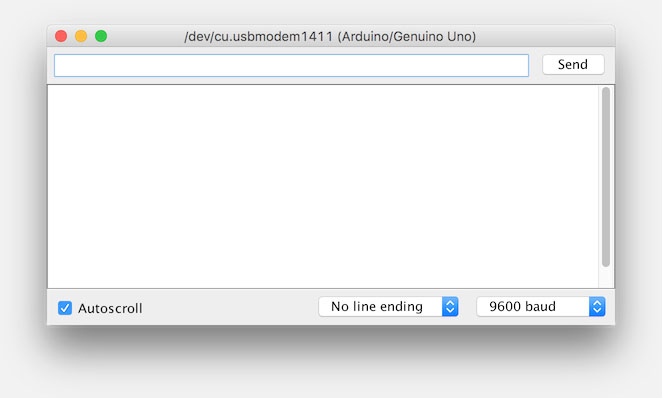 /dev/cu.usbmodem1411 (Arduino/Genuino Uno)
Send
Autoscroll
No line ending
9600 baud